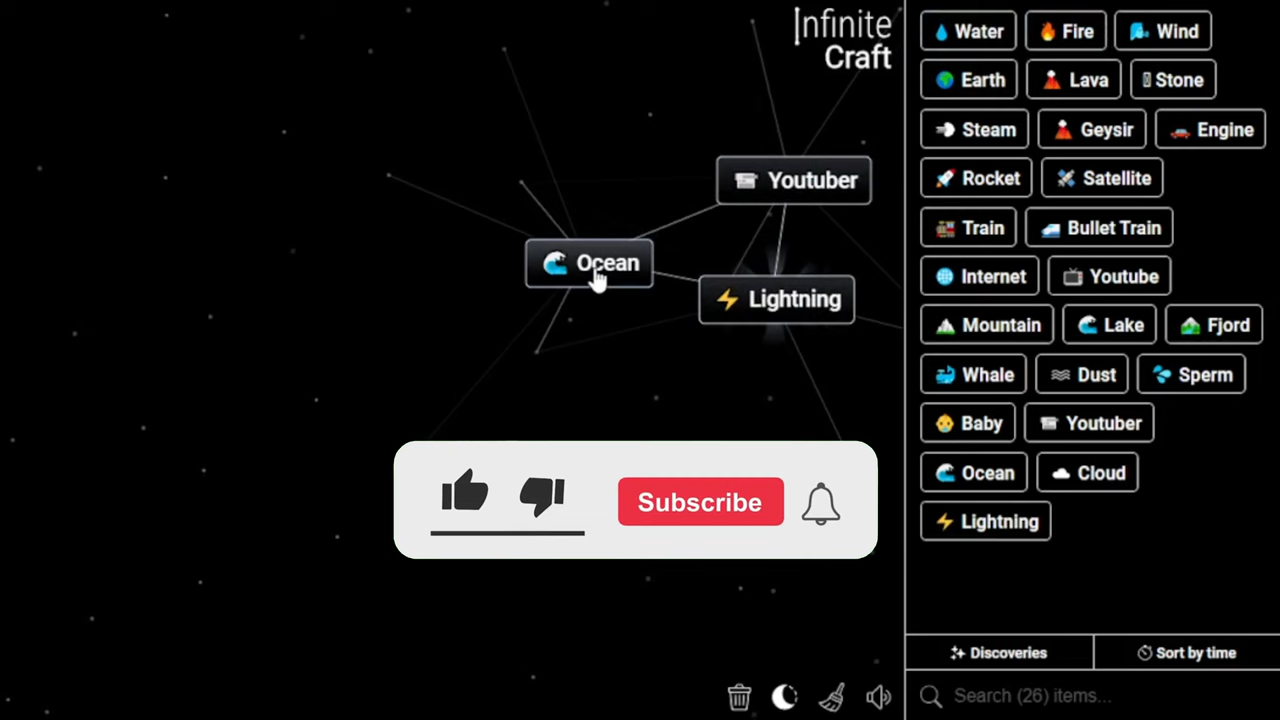 Infinite
Craft
Youtuber
Ocean
Lightning
Subscribe
Water Fire Wind
Earth Lava Stone
Steam Geysir Engine
Rocket Satellite
Train Bullet Train
Internet Youtube
Mountain Lake Fjord
Whale Dust Sperm
Baby Youtuber
Ocean Cloud
Lightning
Discoveries Sort by time
Search (26) items...